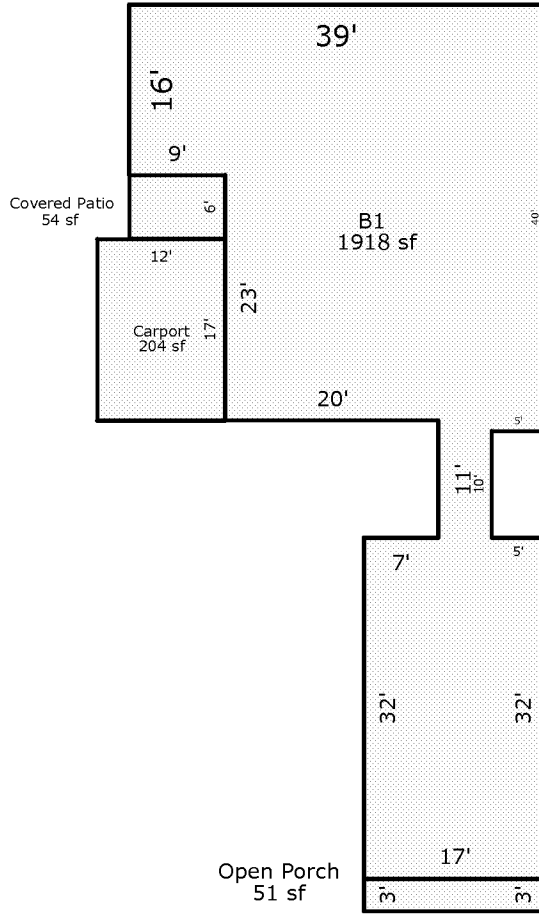 39'
16'
9'
Covered Patio
54 sf
6'
B1
1918 sf
40'
12'
23'
Carport
204 sf
17'
20'
5'
11'
10'
7'
5'
32'
32'
17'
Open Porch
51 sf
3'
3'